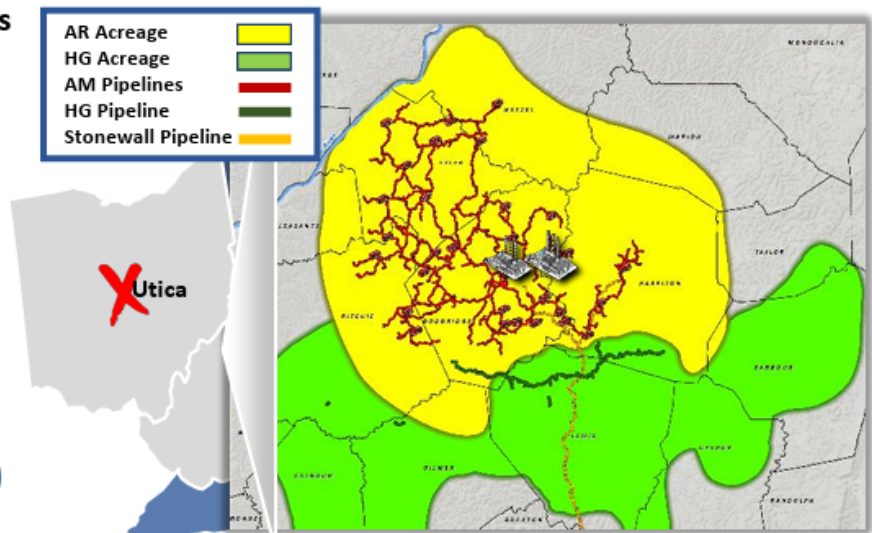 s
AR Acreage
HG Acreage
AM Pipelines
HG Pipeline
Stonewall Pipeline
MONONGALIA
WETZEL
MARION
TYLER
TAYLOR
HARRISON
RITCHIE
DODDRIDGE
Utica
BARBOUR
LEWIS
UPSHUR
GILMER
CALHOUN
RANDOLPH
BRAXTON